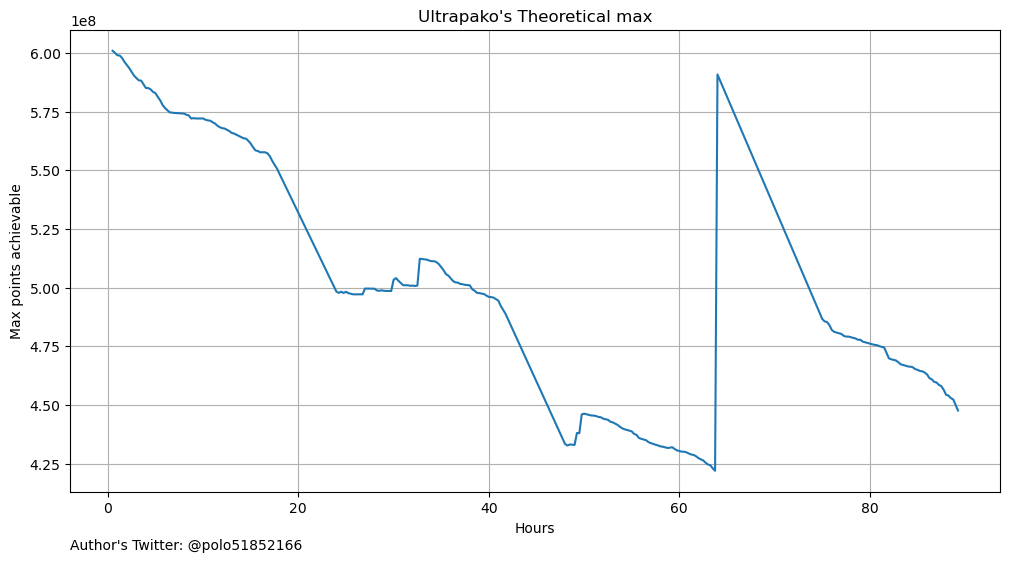 Ultrapako's Theoretical max
1e8
6.00
5.75
5.50
5.25
5.00
4.75
4.50
4.25
Max points achievable
0 20 40 60 80
Hours
Author's Twitter: @polo51852166